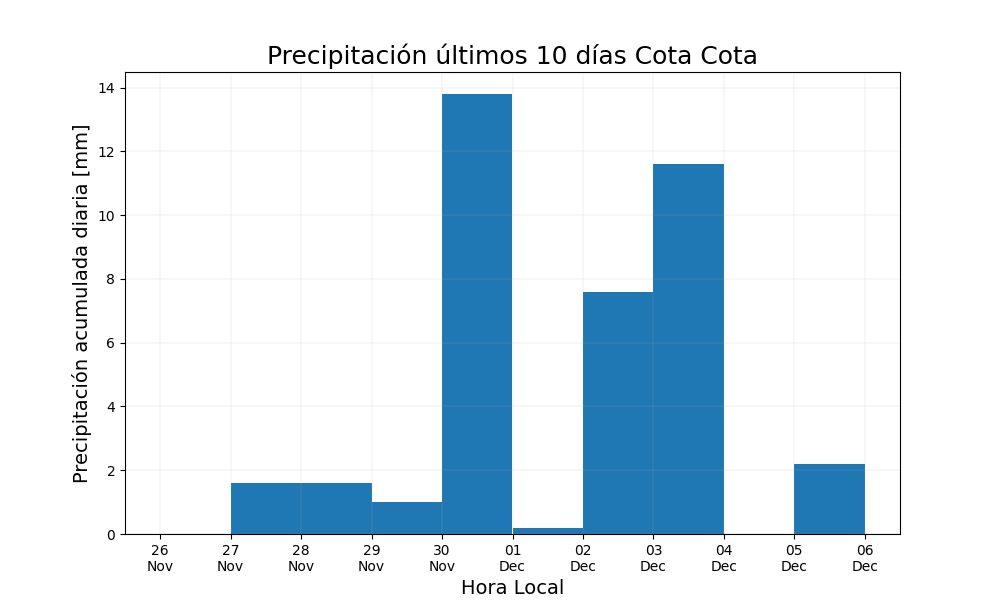 Precipitación últimos 10 días Cota Cota
Precipitación acumulada diaria [mm]
14
12
10
8
6
4
2
0
26 27 28 29 30 01 02 03 04 05 06
Nov Nov Nov Nov Nov Dec Dec Dec Dec Dec Dec
Hora Local